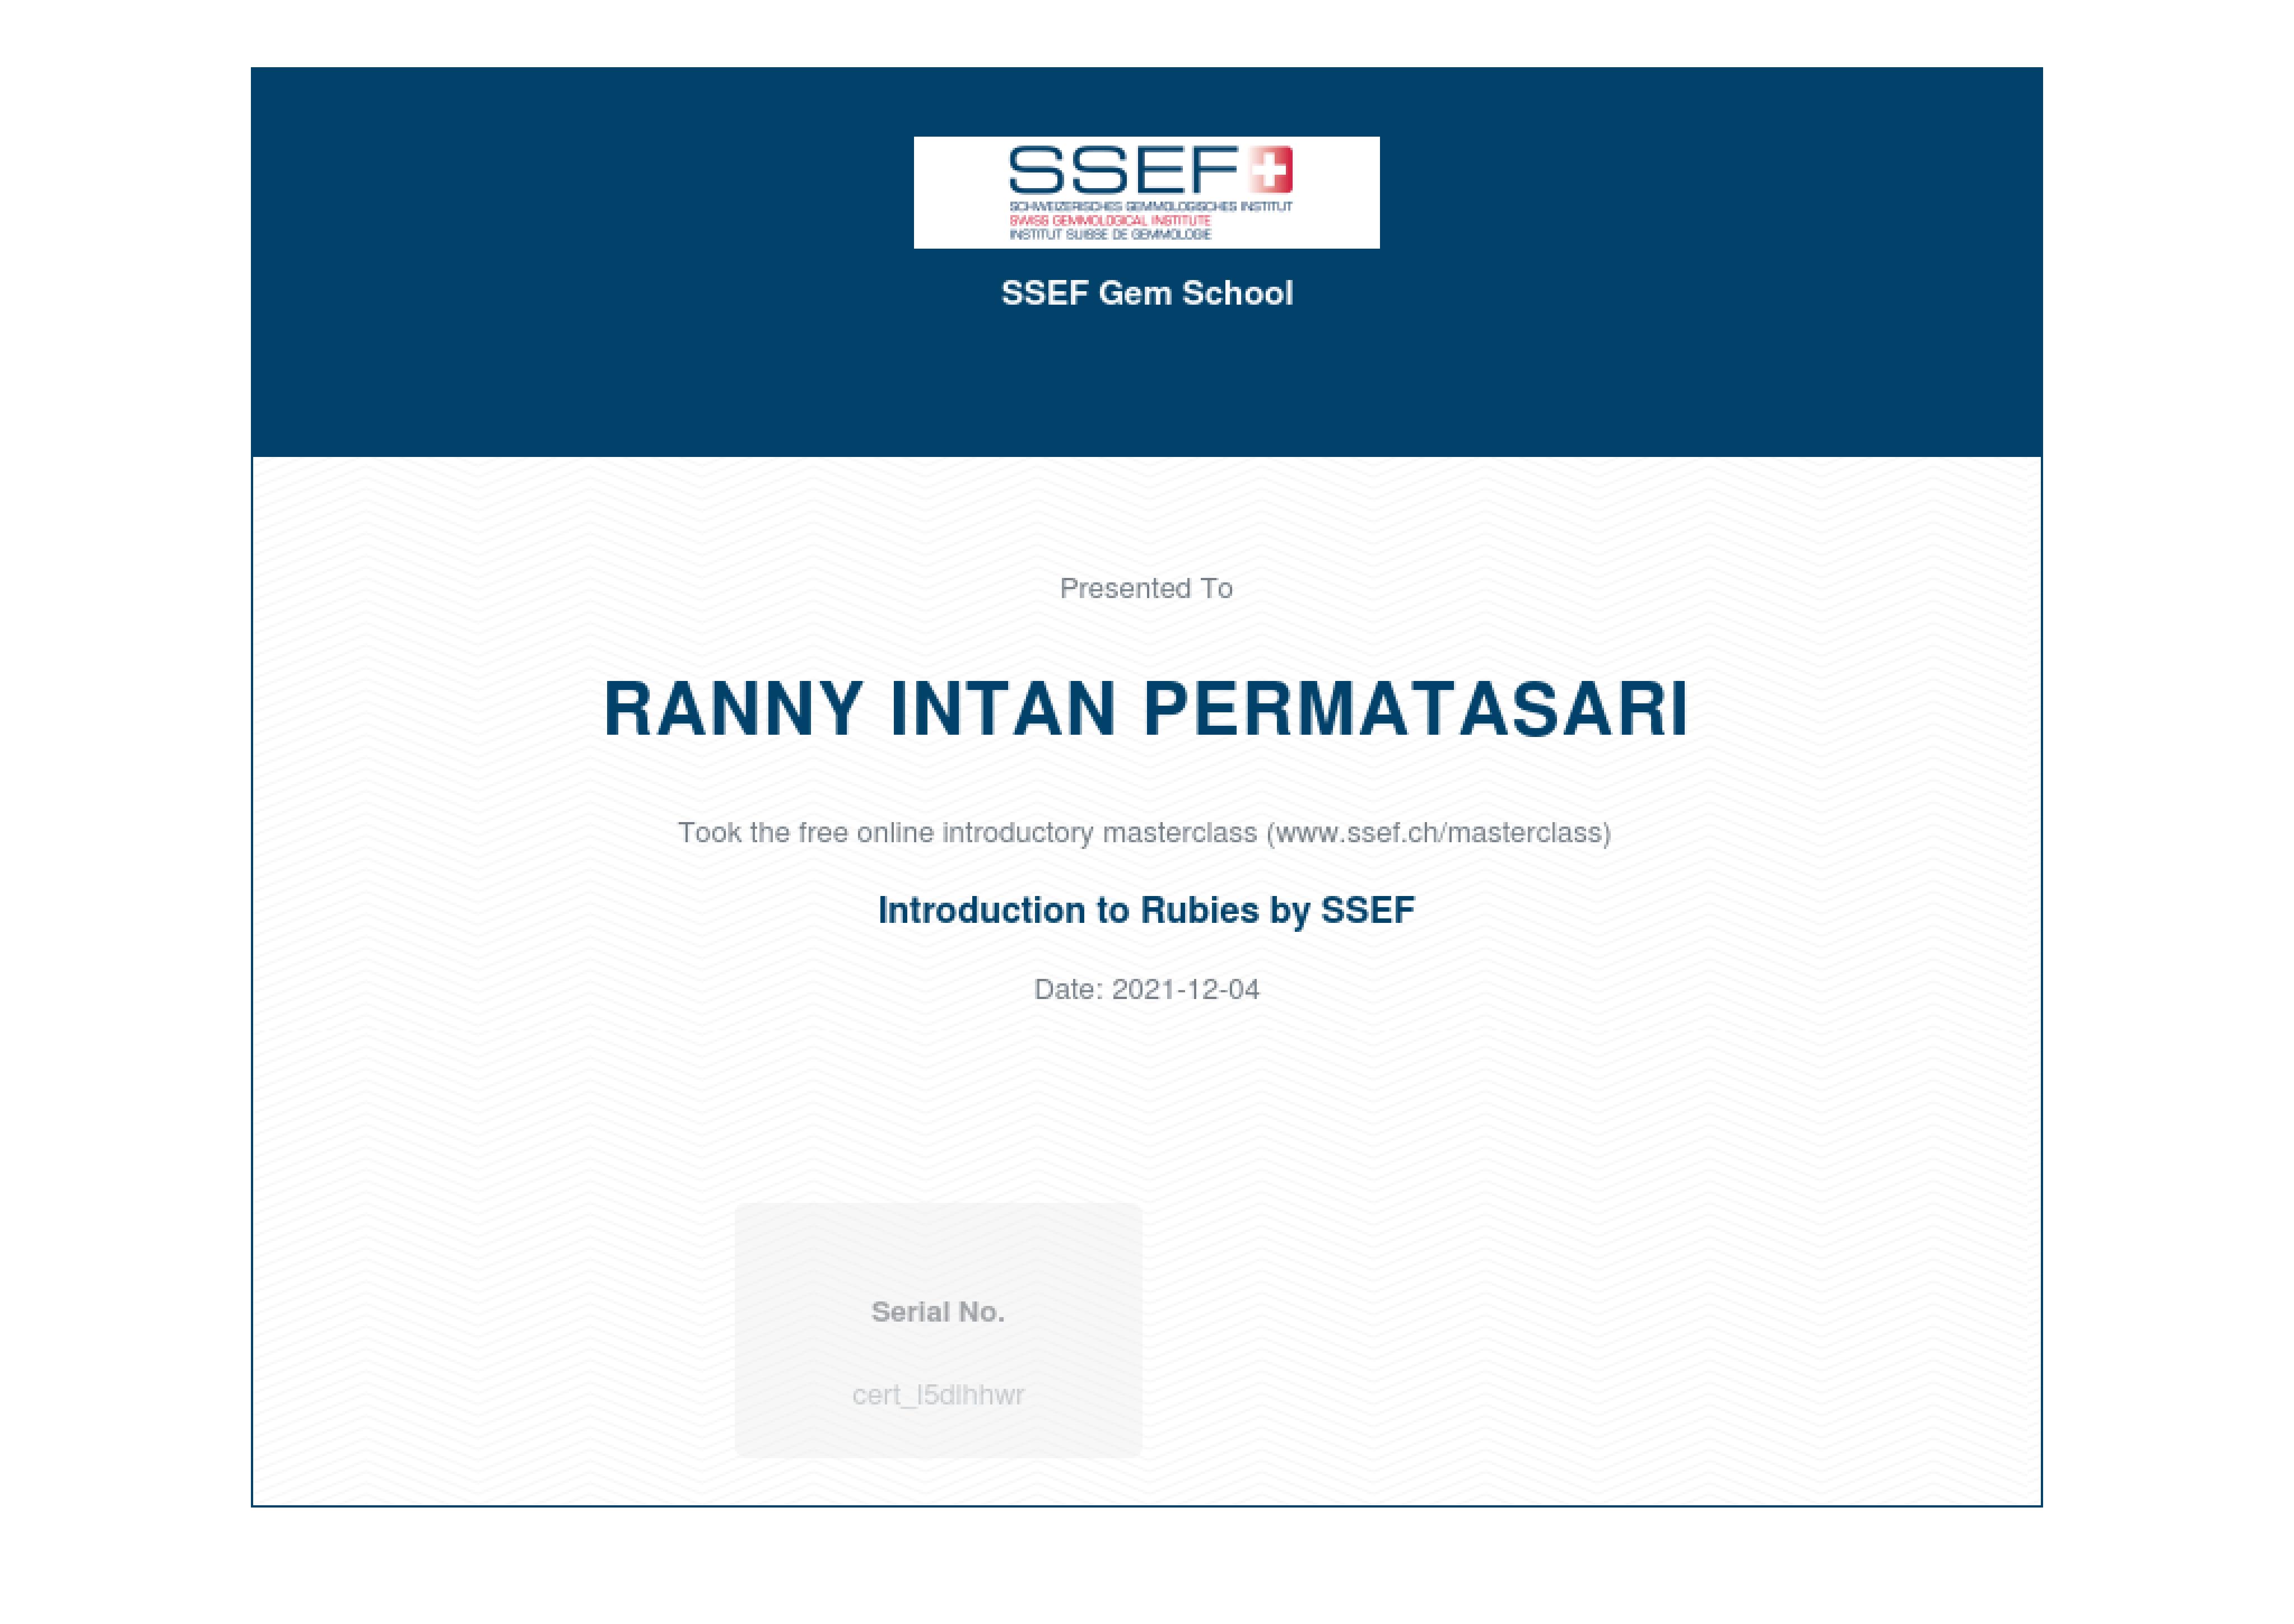 SSEF
SCHWEIZERISCHES GEMMOLOGISCHES INSTITUT
SWISS GEMMOLOGICAL INSTITUTE
INSTITUT SUISSE DE GEMMOLOGIE
SSEF Gem School
Presented To
RANNY INTAN PERMATASARI
Took the free online introductory masterclass (www.ssef.ch/masterclass)
Introduction to Rubies by SSEF
Date: 2021-12-04
Serial No.
cert_l5dlhhwr